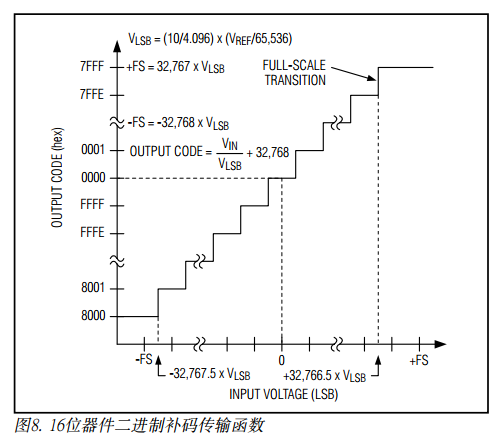 V_LSB = (10/4.096) x (V_REF/65,536)
7FFF
+FS = 32,767 x V_LSB
FULL-SCALE
TRANSITION
7FFE
-FS = -32,768 x V_LSB
0001
OUTPUT CODE = V_IN/V_LSB + 32,768
0000
FFFF
FFFE
8001
8000
OUTPUT CODE (hex)
-FS
0
+FS
-32,767.5 x V_LSB
+32,766.5 x V_LSB
INPUT VOLTAGE (LSB)
图8. 16位器件二进制补码传输函数